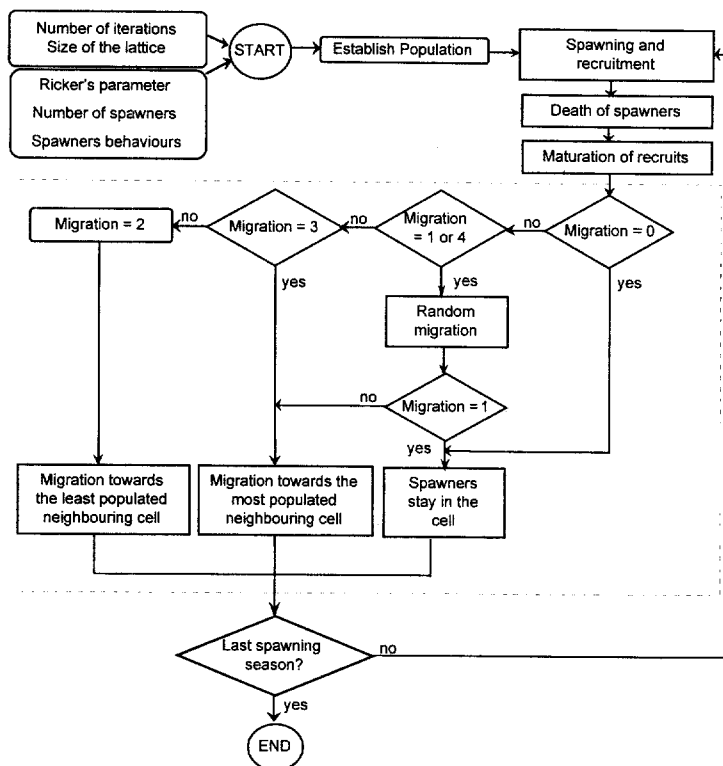 Number of iterations
Size of the lattice
START
Establish Population
Spawning and
recruitment
Ricker's parameter
Number of spawners
Spawners behaviours
Death of spawners
Maturation of recruits
Migration = 2
no
Migration = 3
no
Migration
= 1 or 4
no
Migration = 0
yes
yes
yes
Random
migration
no
Migration = 1
yes
Migration towards
the least populated
neighbouring cell
Migration towards the
most populated
neighbouring cell
Spawners
stay in the
cell
Last spawning
season?
no
yes
END